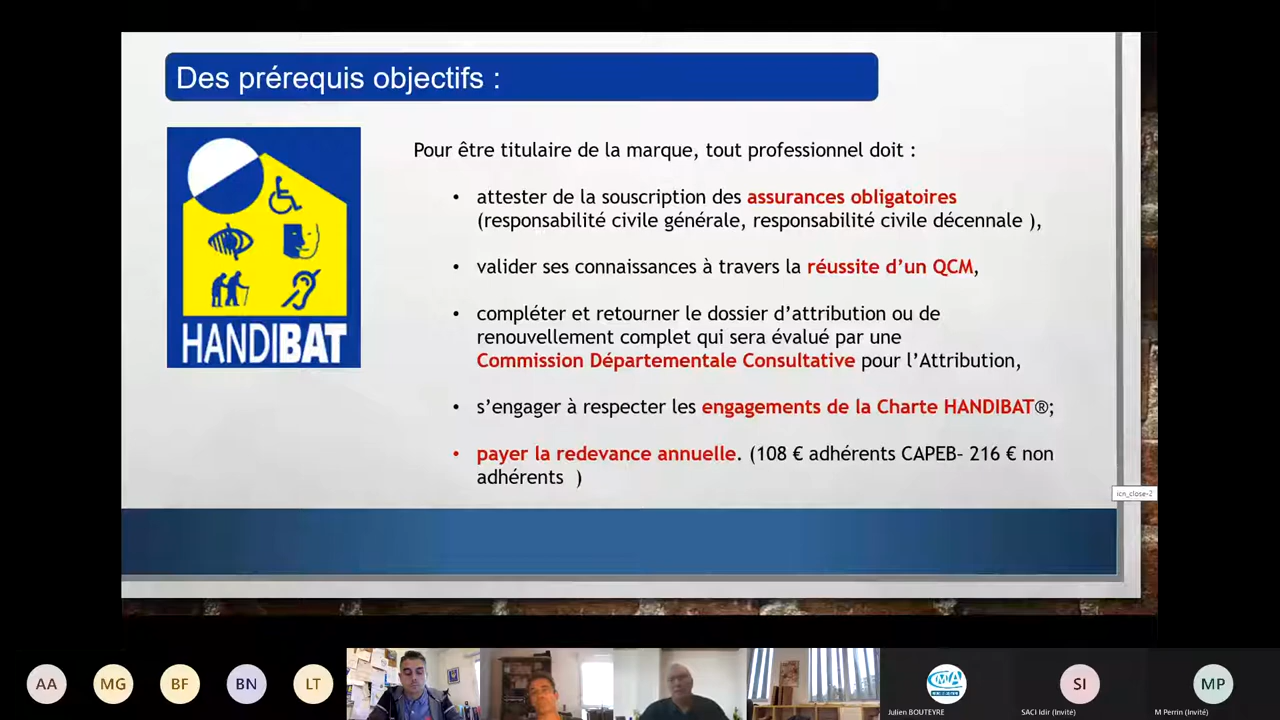 Des prérequis objectifs :
HANDIBAT
Pour être titulaire de la marque, tout professionnel doit :
• attester de la souscription des assurances obligatoires
(responsabilité civile générale, responsabilité civile décennale ),
• valider ses connaissances à travers la réussite d’un QCM,
• compléter et retourner le dossier d’attribution ou de
renouvellement complet qui sera évalué par une
Commission Départementale Consultative pour l’Attribution,
• s’engager à respecter les engagements de la Charte HANDIBAT®;
• payer la redevance annuelle. (108 € adhérents CAPEB– 216 € non
adhérents )
icn_close-2
AA
MG
BF
BN
LT
CMA
SI
MP
Julien BOUTEYRE
SACI Idir (Invité)
M Perrin (Invité)